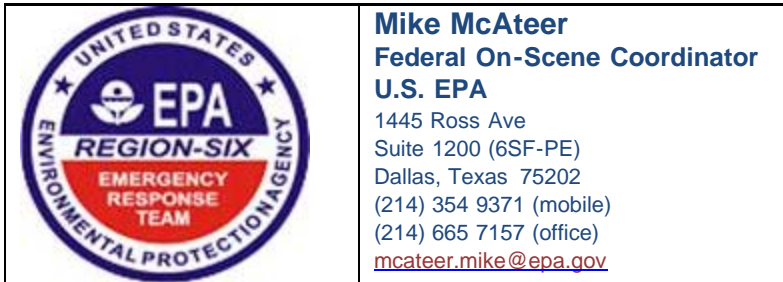 UNITED STATES
ENVIRONMENTAL PROTECTION AGENCY
EPA
REGION-SIX
EMERGENCY
RESPONSE
TEAM
Mike McAteer
Federal On-Scene Coordinator
U.S. EPA
1445 Ross Ave
Suite 1200 (6SF-PE)
Dallas, Texas 75202
(214) 354 9371 (mobile)
(214) 665 7157 (office)
mcateer.mike@epa.gov